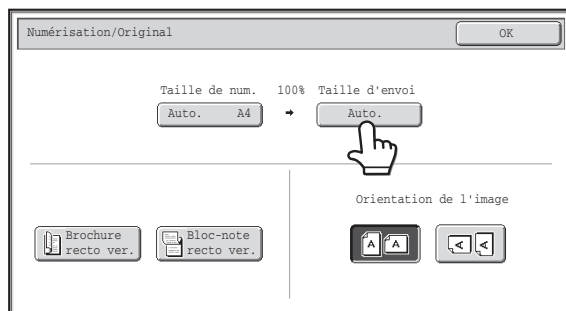 Numérisation/Original
OK
Taille de num. 100% Taille d'envoi
Auto. A4 → Auto.
Orientation de l'image
Brochure
recto ver.
Bloc-note
recto ver.
A A A A